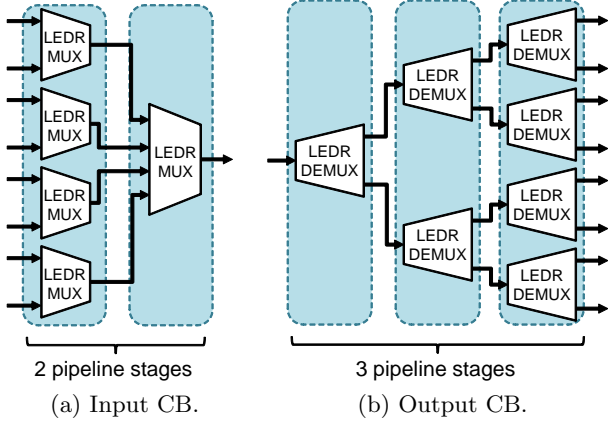 LEDR
MUX
LEDR
MUX
LEDR
MUX
LEDR
MUX
LEDR
MUX
2 pipeline stages
(a) Input CB.
LEDR
DEMUX
LEDR
DEMUX
LEDR
DEMUX
LEDR
DEMUX
LEDR
DEMUX
LEDR
DEMUX
LEDR
DEMUX
3 pipeline stages
(b) Output CB.